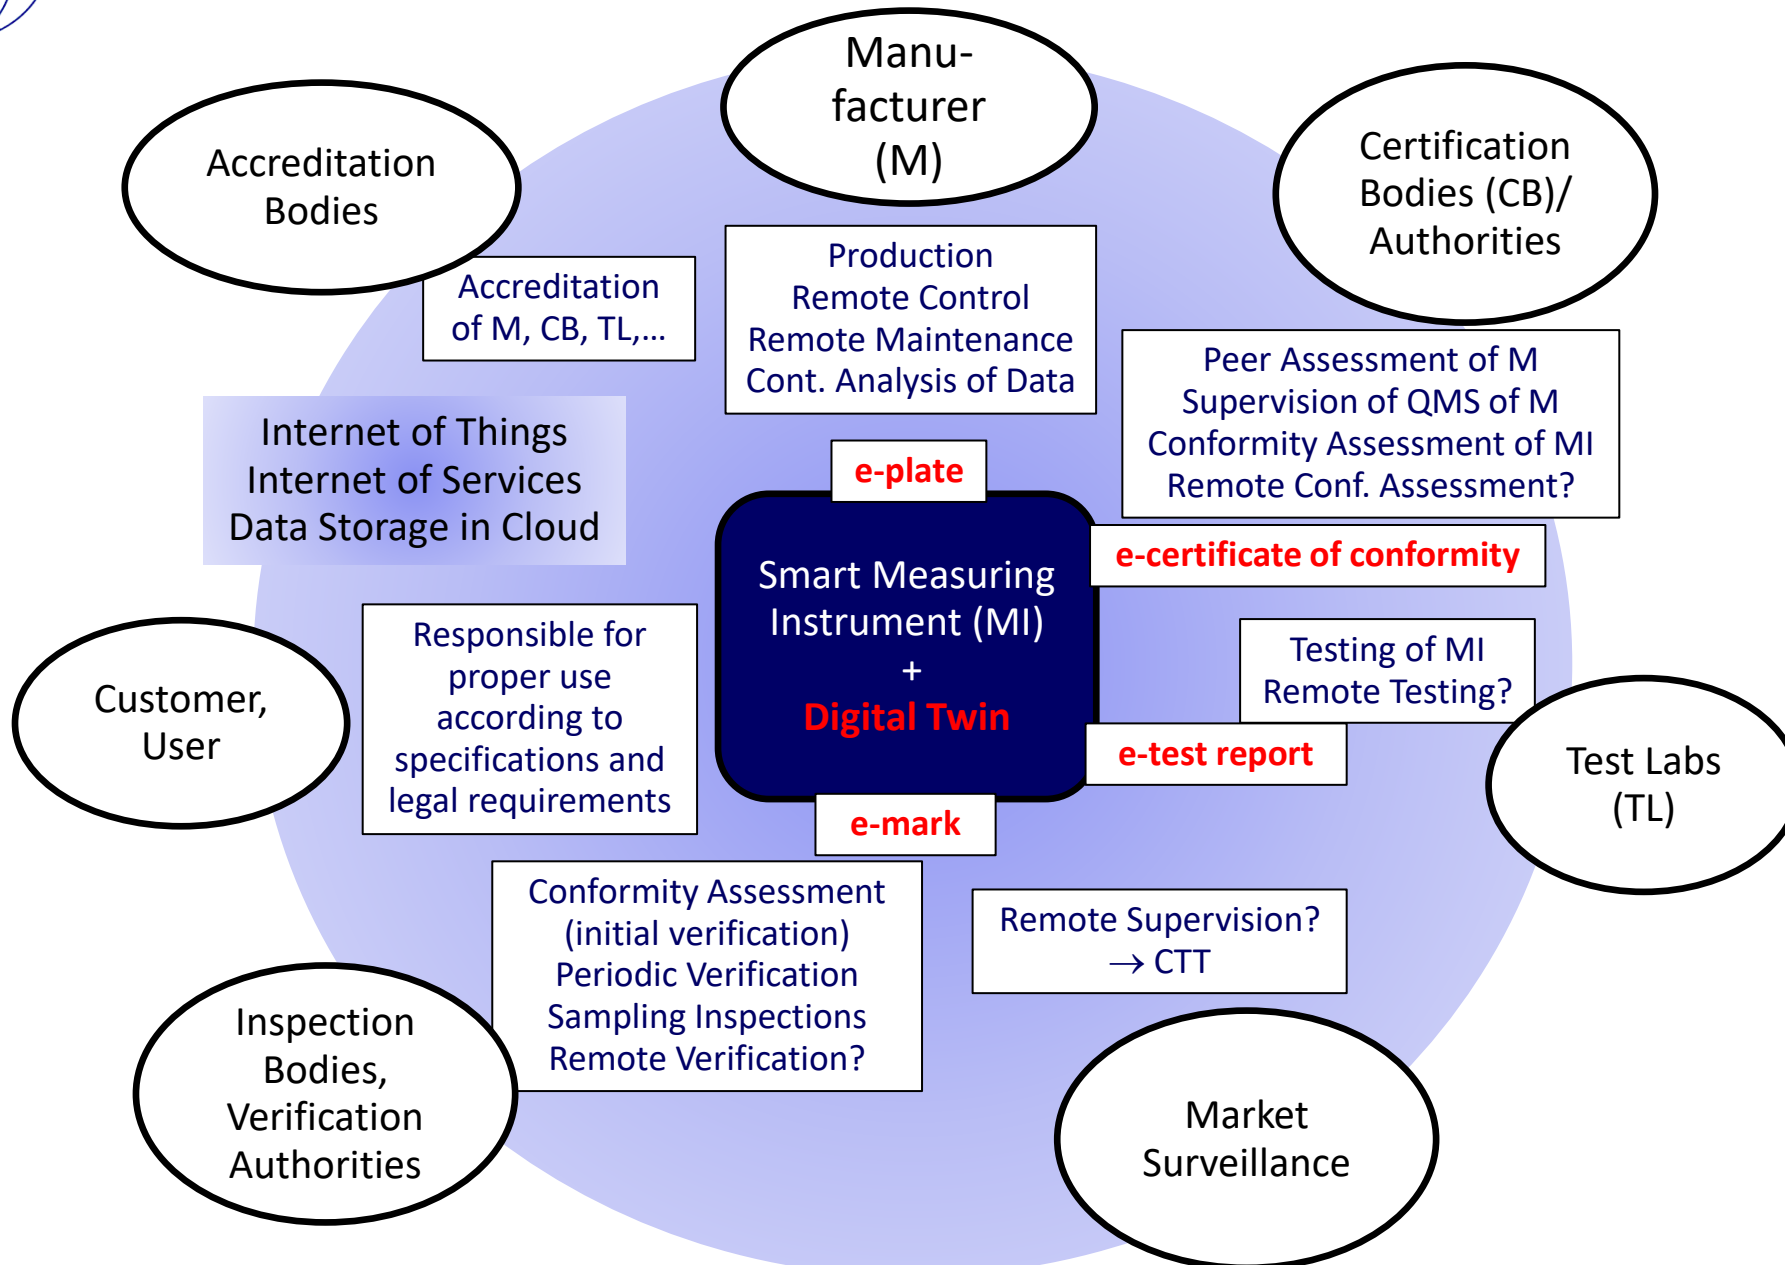 Manu-
facturer
(M)
Accreditation
Bodies
Certification
Bodies (CB)/
Authorities
Accreditation
of M, CB, TL,...
Production
Remote Control
Remote Maintenance
Cont. Analysis of Data
Peer Assessment of M
Supervision of QMS of M
Conformity Assessment of MI
Remote Conf. Assessment?
Internet of Things
Internet of Services
Data Storage in Cloud
e-plate
e-certificate of conformity
Smart Measuring
Instrument (MI)
+
Digital Twin
Customer,
User
Responsible for
proper use
according to
specifications and
legal requirements
Testing of MI
Remote Testing?
e-test report
Test Labs
(TL)
e-mark
Conformity Assessment
(initial verification)
Periodic Verification
Sampling Inspections
Remote Verification?
Remote Supervision?
→ CTT
Inspection
Bodies,
Verification
Authorities
Market
Surveillance